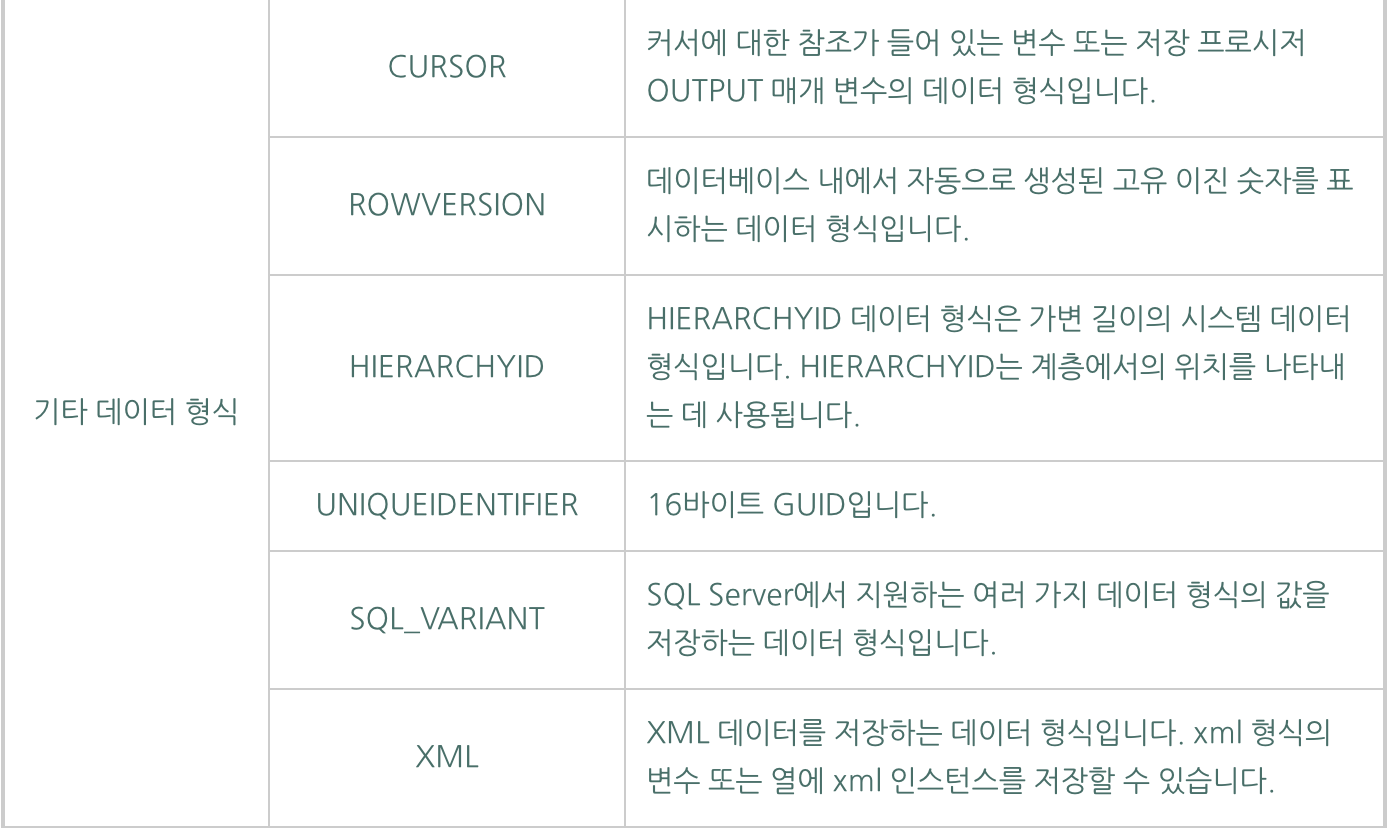 기타 데이터 형식
CURSOR
커서에 대한 참조가 들어 있는 변수 또는 저장 프로시저
OUTPUT 매개 변수의 데이터 형식입니다.
ROWVERSION
데이터베이스 내에서 자동으로 생성된 고유 이진 숫자를 표
시하는 데이터 형식입니다.
HIERARCHYID
HIERARCHYID 데이터 형식은 가변 길이의 시스템 데이터
형식입니다. HIERARCHYID는 계층에서의 위치를 나타내
는 데 사용됩니다.
UNIQUEIDENTIFIER
16바이트 GUID입니다.
SQL_VARIANT
SQL Server에서 지원하는 여러 가지 데이터 형식의 값을
저장하는 데이터 형식입니다.
XML
XML 데이터를 저장하는 데이터 형식입니다. xml 형식의
변수 또는 열에 xml 인스턴스를 저장할 수 있습니다.